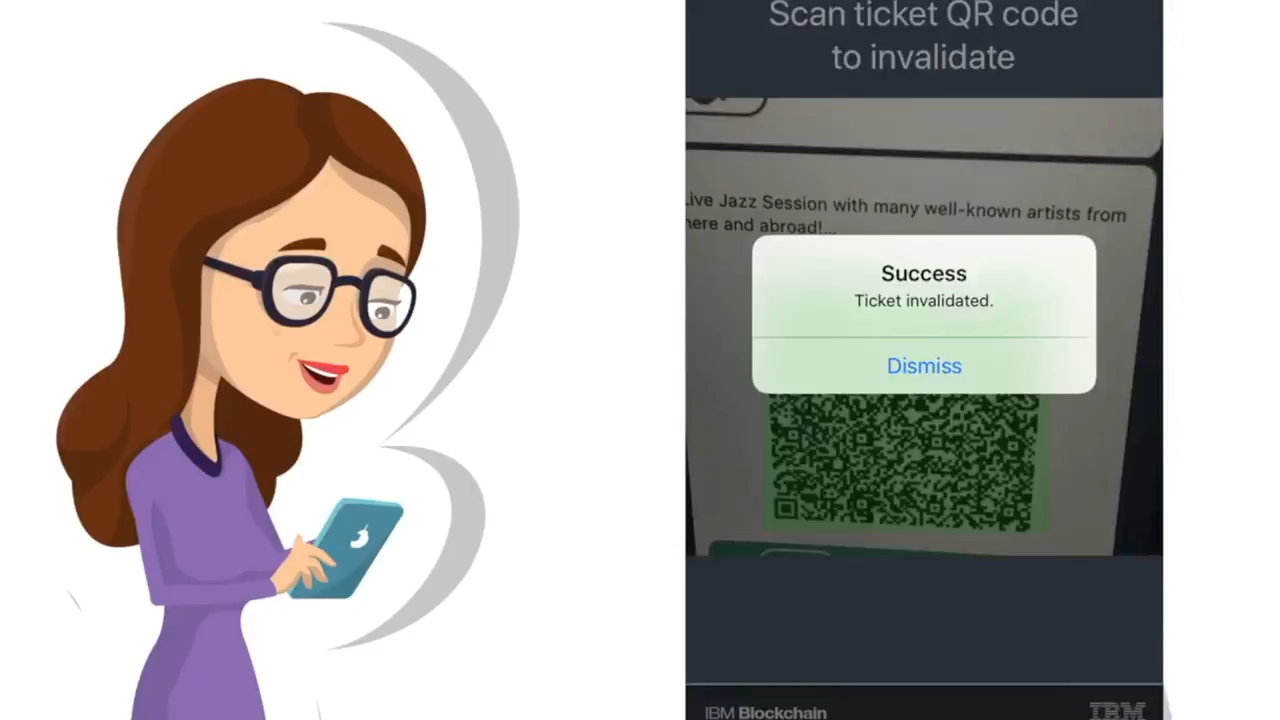 Scan ticket QR code
to invalidate
Live Jazz Session with many well-known artists from
here and abroad!...
Success
Ticket invalidated.
Dismiss
IBM Blockchain
IBM